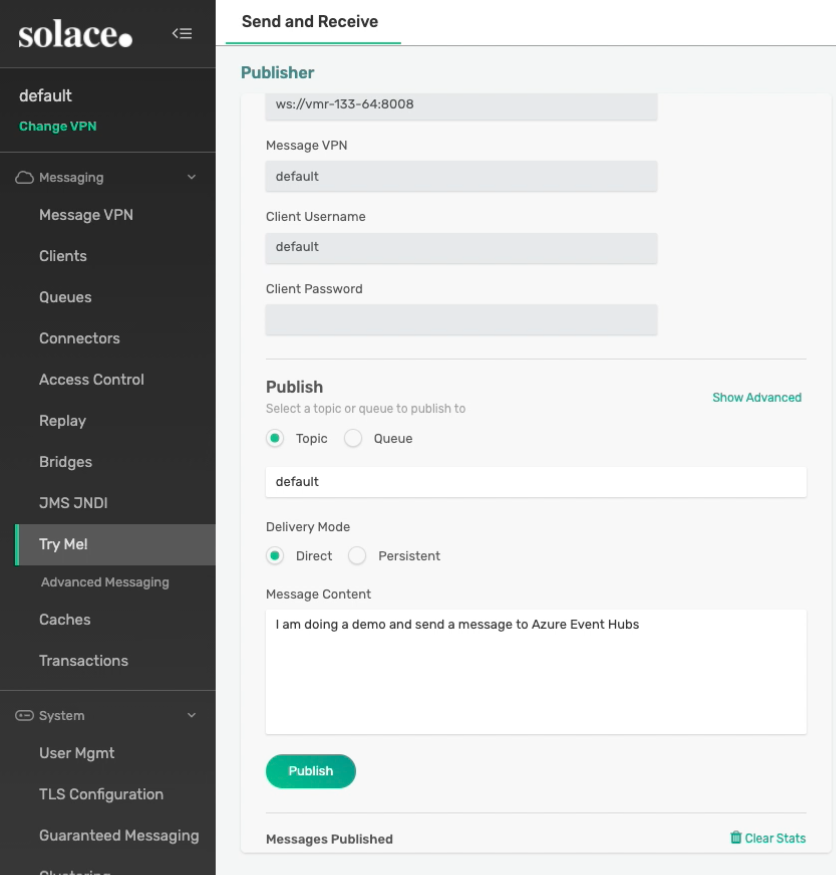 solace.
default
Change VPN
Messaging
Message VPN
Clients
Queues
Connectors
Access Control
Replay
Bridges
JMS JNDI
Try Me!
Advanced Messaging
Caches
Transactions
System
User Mgmt
TLS Configuration
Guaranteed Messaging
Clustering
Send and Receive
Publisher
ws://vmr-133-64:8008
Message VPN
default
Client Username
default
Client Password
Publish
Select a topic or queue to publish to
Show Advanced
Topic Queue
default
Delivery Mode
Direct Persistent
Message Content
I am doing a demo and send a message to Azure Event Hubs
Publish
Messages Published
Clear Stats